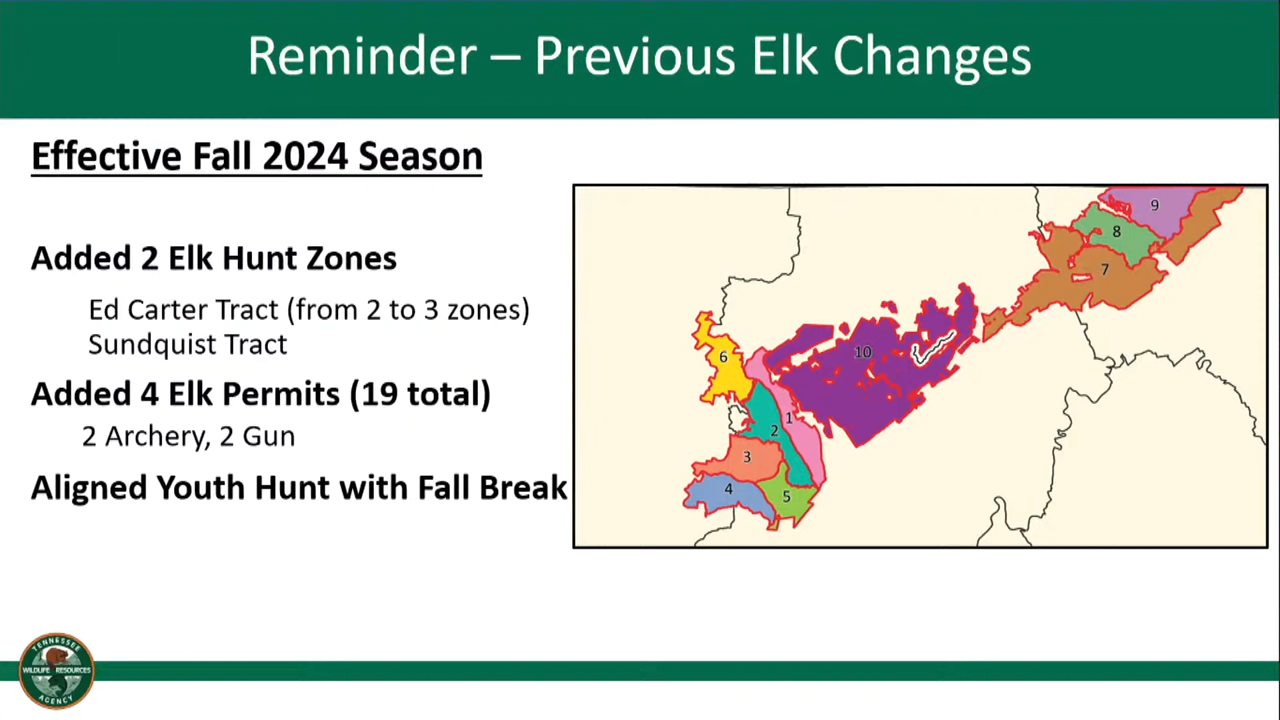 Reminder – Previous Elk Changes
Effective Fall 2024 Season
Added 2 Elk Hunt Zones
Ed Carter Tract (from 2 to 3 zones)
Sundquist Tract
Added 4 Elk Permits (19 total)
2 Archery, 2 Gun
Aligned Youth Hunt with Fall Break
9
8
7
10
6
1
2
3
4
5
TENNESSEE
WILDLIFE RESOURCES
AGENCY